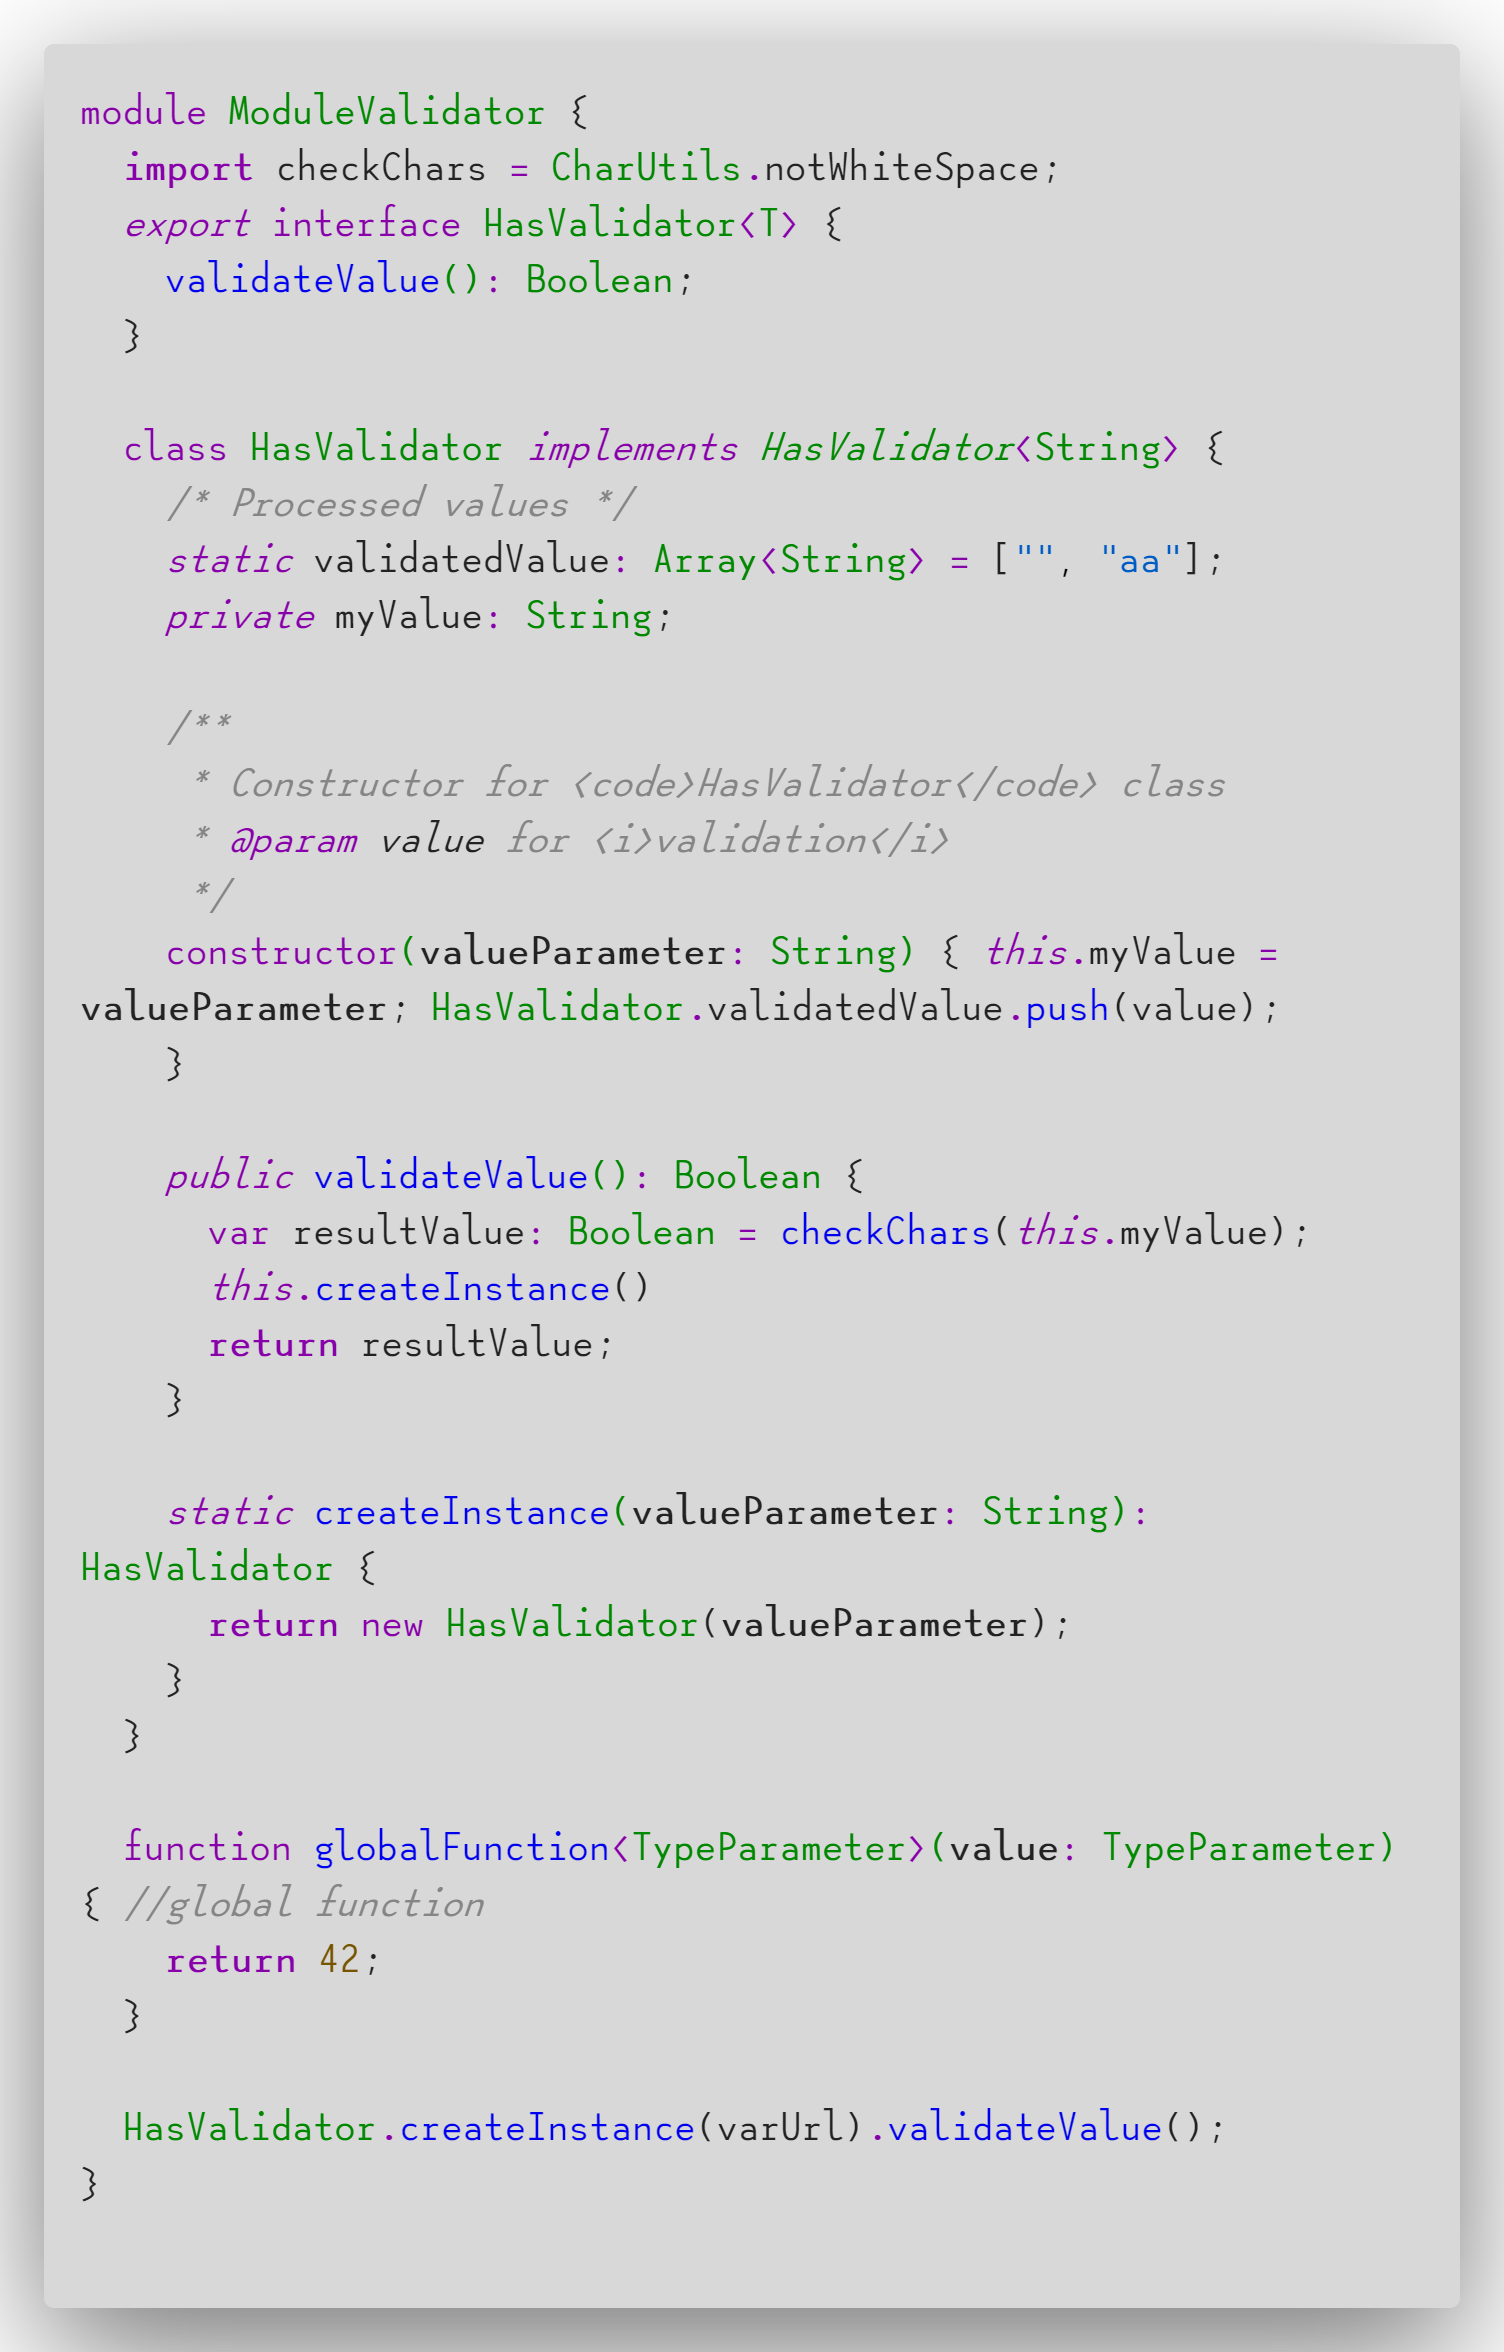 module ModuleValidator {
  import checkChars = CharUtils.notWhiteSpace;
  export interface HasValidator<T> {
    validateValue(): Boolean;
  }

  class HasValidator implements HasValidator<String> {
    /* Processed values */
    static validatedValue: Array<String> = ["", "aa"];
    private myValue: String;

    /**
     * Constructor for <code>HasValidator</code> class
     * @param value for <i>validation</i>
     */
    constructor(valueParameter: String) { this.myValue =
valueParameter; HasValidator.validatedValue.push(value);
    }

    public validateValue(): Boolean {
      var resultValue: Boolean = checkChars(this.myValue);
      this.createInstance()
      return resultValue;
    }

    static createInstance(valueParameter: String):
HasValidator {
      return new HasValidator(valueParameter);
    }
  }

  function globalFunction<TypeParameter>(value: TypeParameter)
{ //global function
    return 42;
  }

  HasValidator.createInstance(varUrl).validateValue();
}